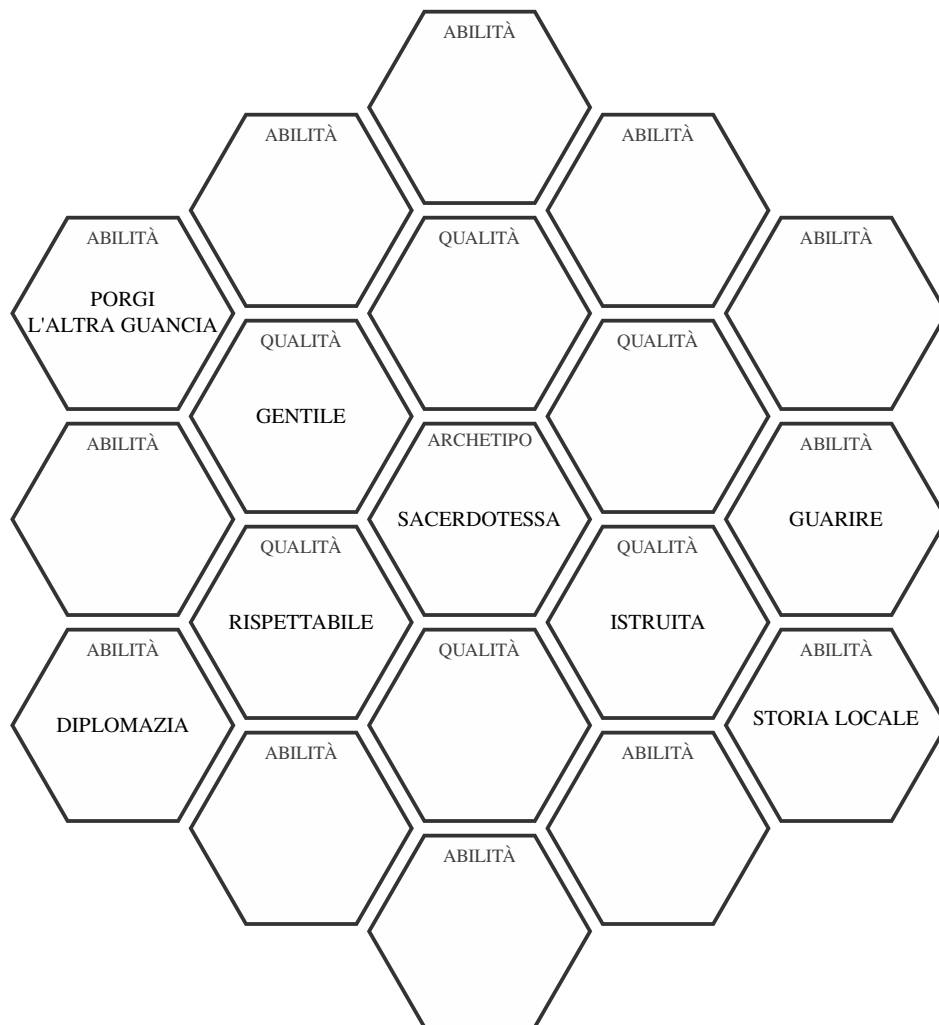 ABILITÀ
ABILITÀ
ABILITÀ
ABILITÀ
PORGI
L'ALTRA GUANCIA
QUALITÀ
ABILITÀ
QUALITÀ
GENTILE
QUALITÀ
ABILITÀ
ARCHETIPO
SACERDOTESSA
ABILITÀ
GUARIRE
QUALITÀ
RISPETTABILE
QUALITÀ
ISTRUITA
ABILITÀ
DIPLOMAZIA
QUALITÀ
ABILITÀ
STORIA LOCALE
ABILITÀ
ABILITÀ
ABILITÀ